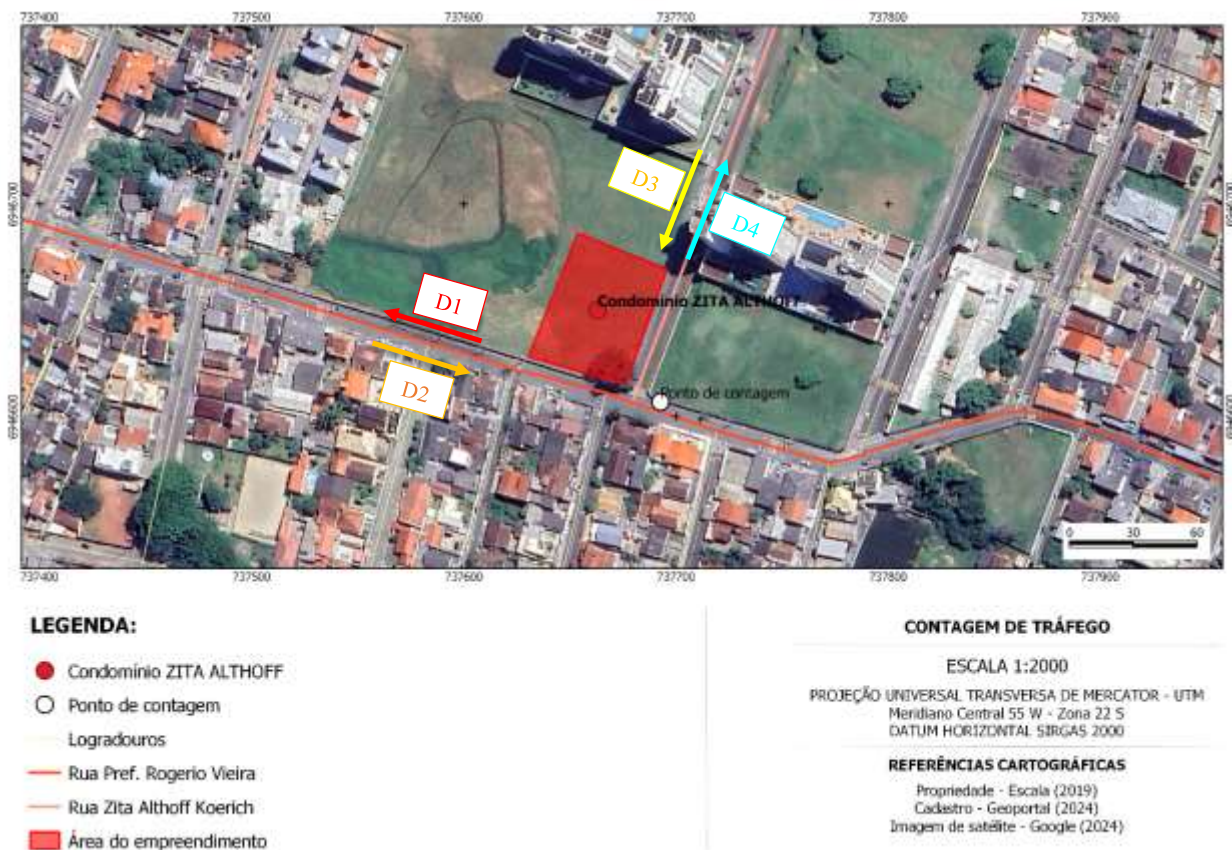 737400 737500 737600 737700 737800 737900
D3
D4
6946700
D1
Condomínio ZITA ALTHOFF
D2
Ponto de contagem
6946600
0 30 60
737400 737500 737600 737700 737800 737900
LEGENDA:
Condomínio ZITA ALTHOFF
Ponto de contagem
Logradouros
Rua Pref. Rogerio Vieira
Rua Zita Althoff Koerich
Área do empreendimento
CONTAGEM DE TRÁFEGO
ESCALA 1:2000
PROJEÇÃO UNIVERSAL TRANSVERSA DE MERCATOR - UTM
Meridiano Central 55 W - Zona 22 S
DATUM HORIZONTAL SIRGAS 2000
REFERÊNCIAS CARTOGRÁFICAS
Propriedade - Escala (2019)
Cadastro - Geoportal (2024)
Imagem de satélite - Google (2024)